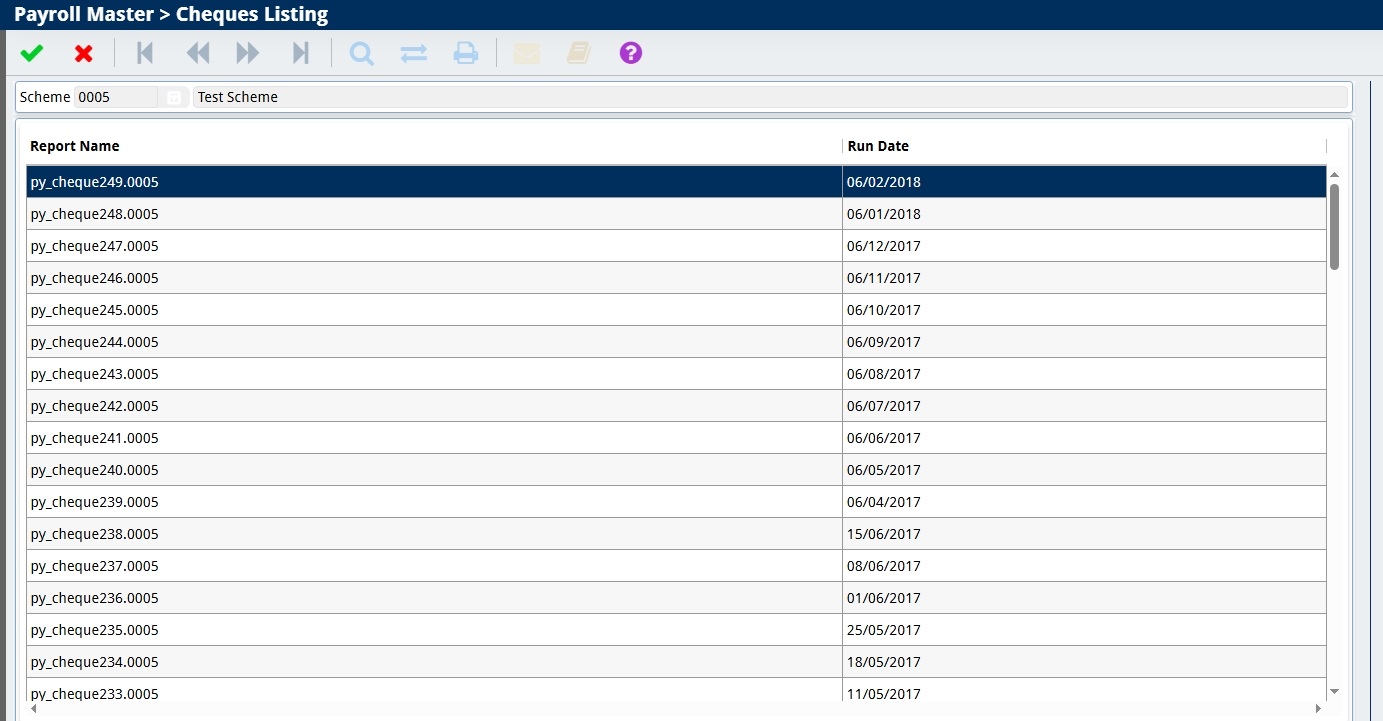 Payroll Master > Cheques Listing
?
Scheme 0005 Test Scheme
Report Name Run Date
py_cheque249.0005 06/02/2018
py_cheque248.0005 06/01/2018
py_cheque247.0005 06/12/2017
py_cheque246.0005 06/11/2017
py_cheque245.0005 06/10/2017
py_cheque244.0005 06/09/2017
py_cheque243.0005 06/08/2017
py_cheque242.0005 06/07/2017
py_cheque241.0005 06/06/2017
py_cheque240.0005 06/05/2017
py_cheque239.0005 06/04/2017
py_cheque238.0005 15/06/2017
py_cheque237.0005 08/06/2017
py_cheque236.0005 01/06/2017
py_cheque235.0005 25/05/2017
py_cheque234.0005 18/05/2017
py_cheque233.0005 11/05/2017